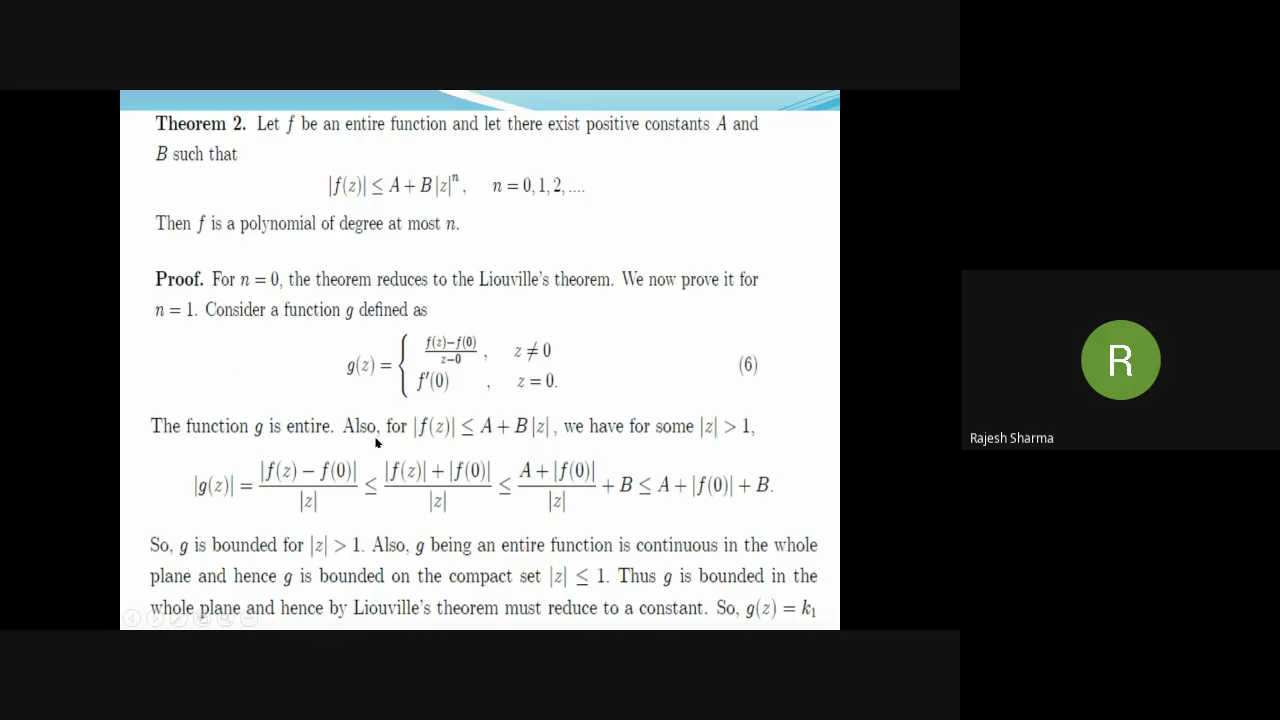 Theorem 2. Let f be an entire function and let there exist positive constants A and
B such that
|f(z)| ≤ A + B |z|^n ,   n = 0, 1, 2, ....
Then f is a polynomial of degree at most n.
Proof. For n = 0, the theorem reduces to the Liouville's theorem. We now prove it for
n = 1. Consider a function g defined as
g(z) = { (f(z)−f(0))/(z−0) ,   z ≠ 0
f′(0) ,   z = 0.   (6)
The function g is entire. Also, for |f(z)| ≤ A + B |z| , we have for some |z| > 1,
|g(z)| = |f(z) − f(0)|/|z| ≤ (|f(z)| + |f(0)|)/|z| ≤ (A + |f(0)|)/|z| + B ≤ A + |f(0)| + B.
So, g is bounded for |z| > 1. Also, g being an entire function is continuous in the whole
plane and hence g is bounded on the compact set |z| ≤ 1. Thus g is bounded in the
whole plane and hence by Liouville's theorem must reduce to a constant. So, g(z) = k₁
R
Rajesh Sharma